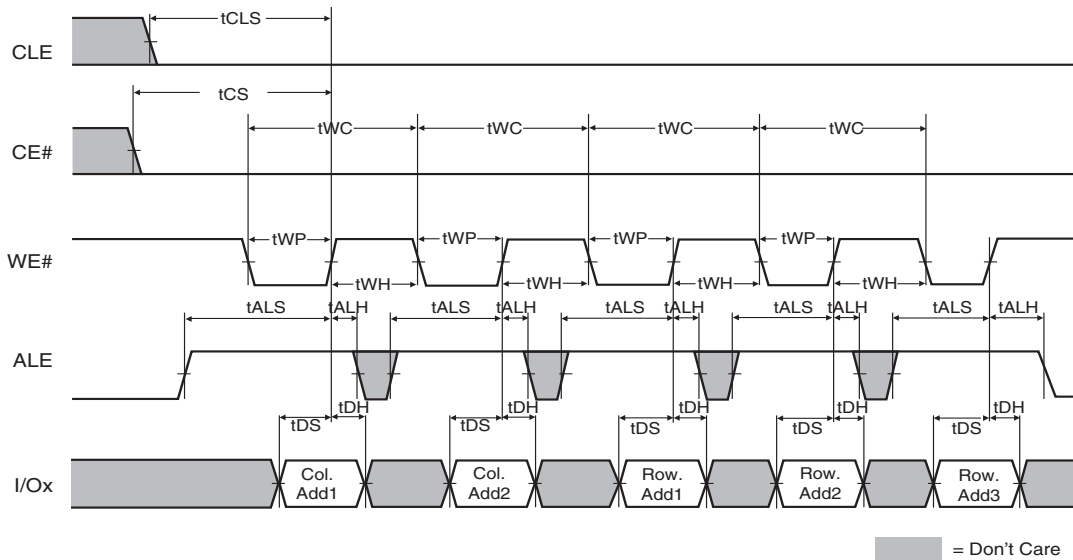 tCLS
CLE
tCS
tWC tWC tWC tWC
CE#
tWP tWP tWP tWP
WE#
tWH tWH tWH tWH
tALS tALH tALS tALH tALS tALH tALS tALH tALS tALH
ALE
tDS tDH tDS tDH tDS tDH tDS tDH tDS tDH
I/Ox
Col. Add1
Col. Add2
Row. Add1
Row. Add2
Row. Add3
= Don't Care